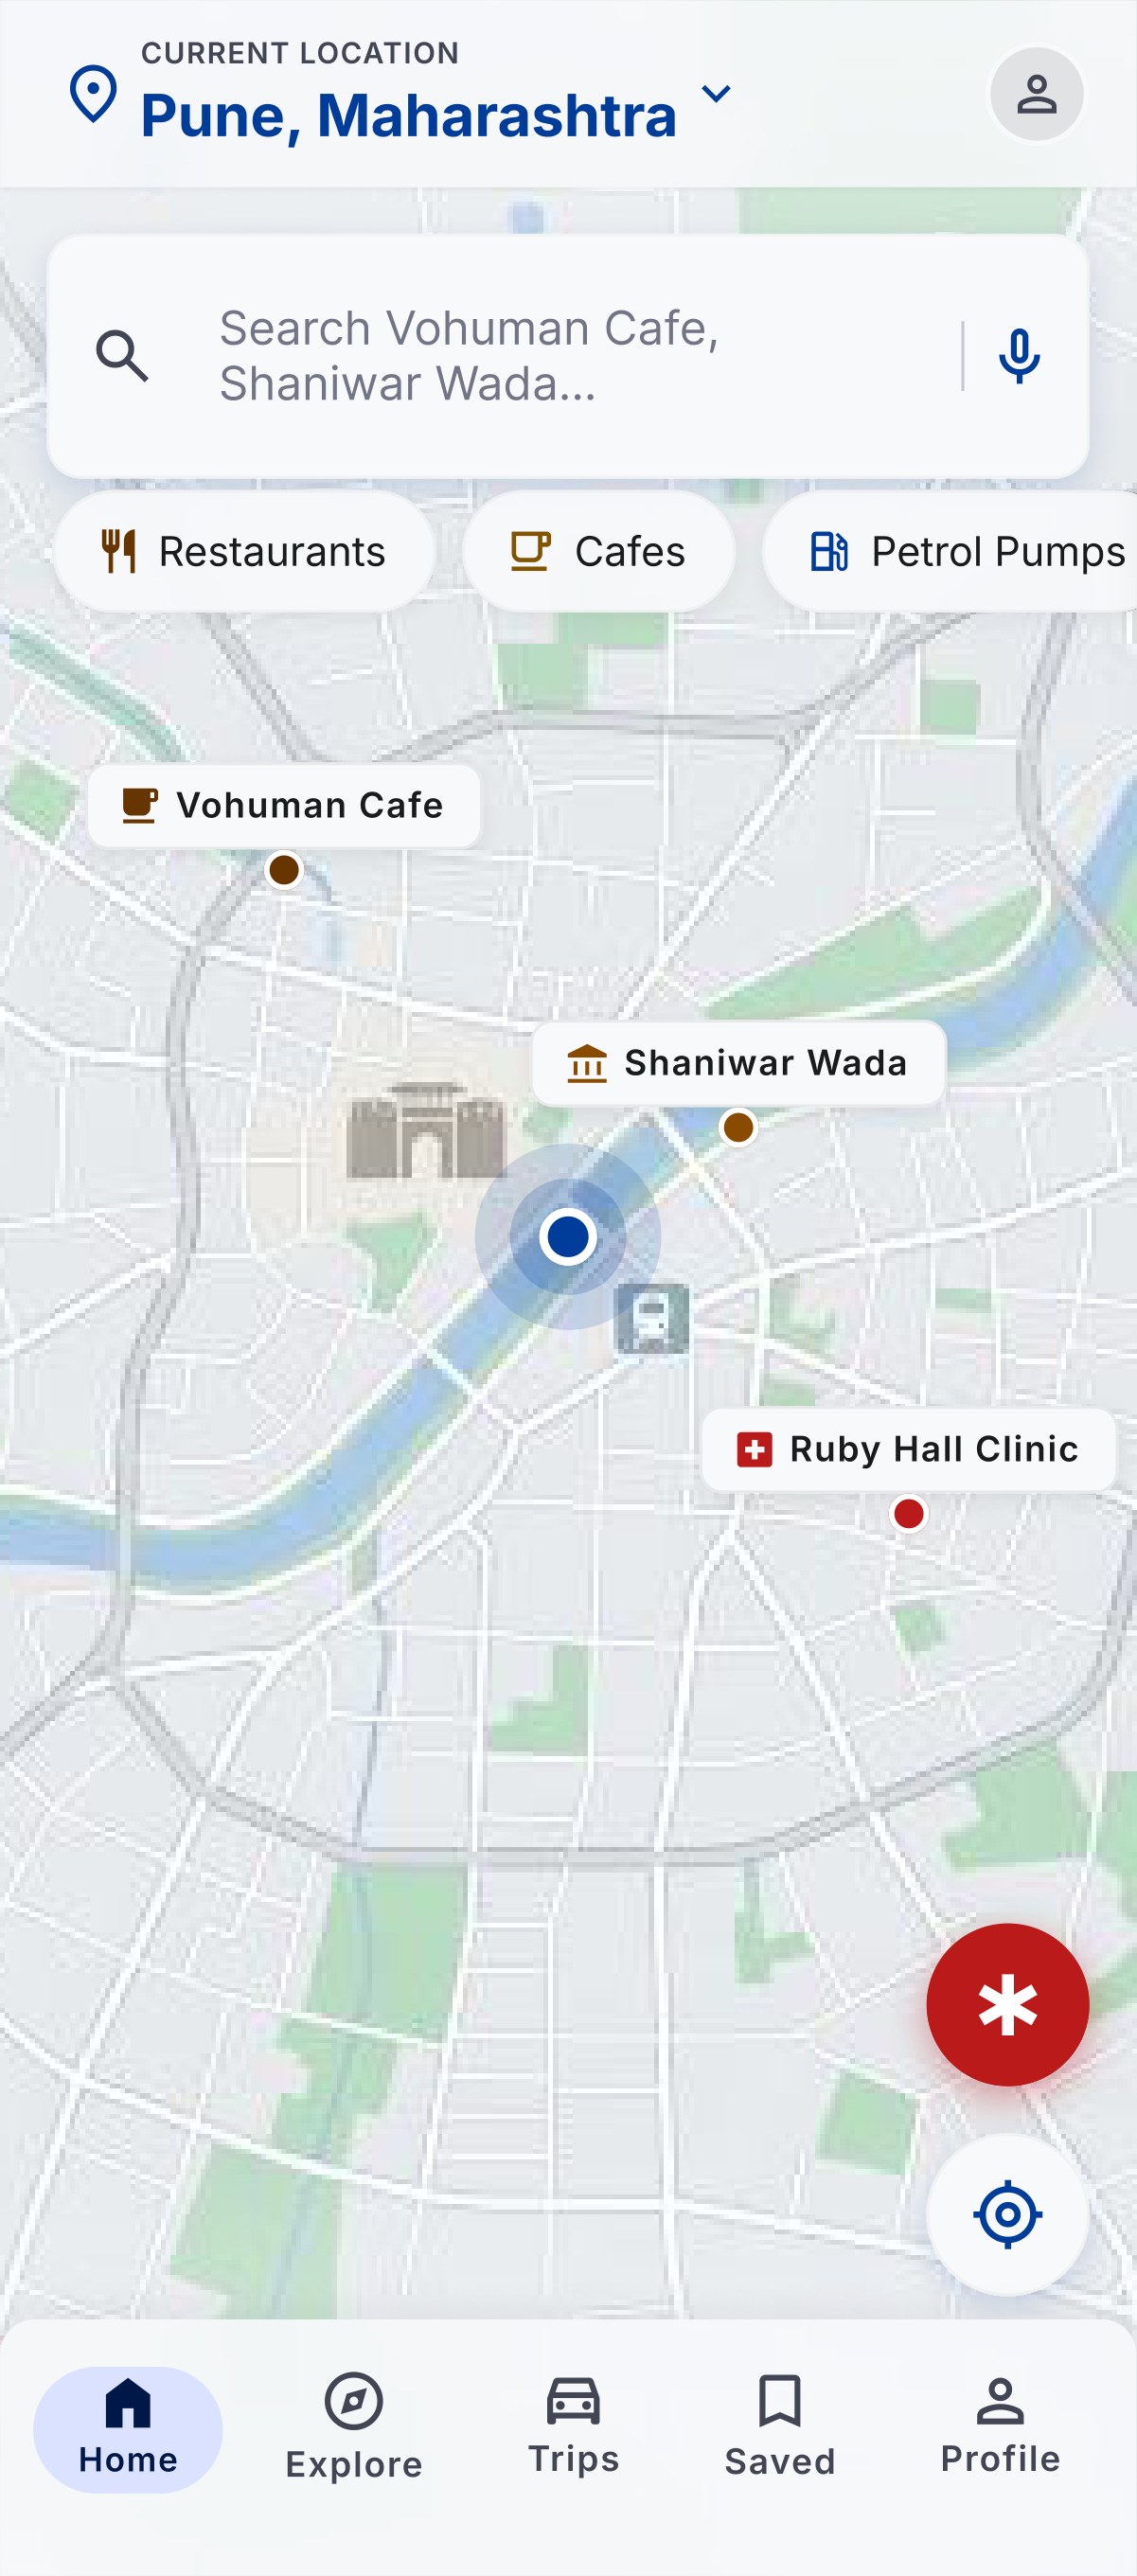 CURRENT LOCATION
Pune, Maharashtra
Search Vohuman Cafe,
Shaniwar Wada...
Restaurants
Cafes
Petrol Pumps
Vohuman Cafe
Shaniwar Wada
Ruby Hall Clinic
Home
Explore
Trips
Saved
Profile